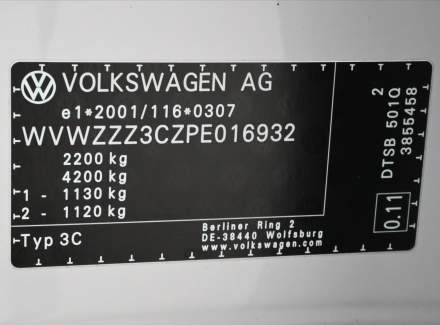 VOLKSWAGEN AG
e1*2001/116*0307
WVWZZZ3CZPE016932
2200 kg
4200 kg
1 - 1130 kg
2 - 1120 kg
Typ 3C
Berliner Ring 2
DE-38440 Wolfsburg
www.volkswagen.com
0.11
DTSB 501Q 2
3855458